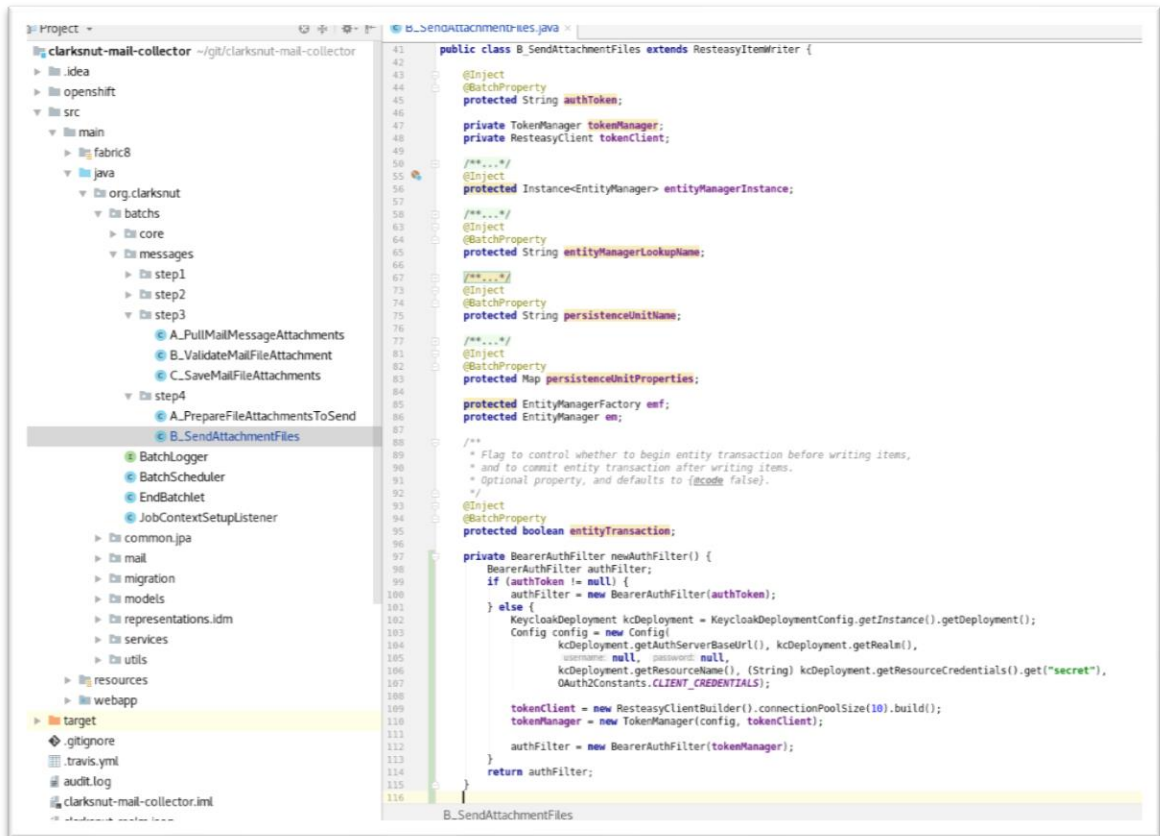 Project
clarksnut-mail-collector ~/git/clarksnut-mail-collector
.idea
openshift
src
main
fabric8
java
org.clarksnut
batchs
core
messages
step1
step2
step3
A_PullMailMessageAttachments
B_ValidateMailFileAttachment
C_SaveMailFileAttachments
step4
A_PrepareFileAttachmentsToSend
B_SendAttachmentFiles
BatchLogger
BatchScheduler
EndBatchlet
JobContextSetupListener
common.jpa
mail
migration
models
representations.idm
services
utils
resources
webapp
target
.gitignore
.travis.yml
audit.log
clarksnut-mail-collector.iml
B_SendAttachmentFiles.java
41 public class B_SendAttachmentFiles extends ResteasyItemWriter {
42
43 @Inject
44 @BatchProperty
45 protected String authToken;
46
47 private TokenManager tokenManager;
48 private ResteasyClient tokenClient;
49
50 /**...*/
55 @Inject
56 protected Instance<EntityManager> entityManagerInstance;
57
58 /**...*/
63 @Inject
64 @BatchProperty
65 protected String entityManagerLookupName;
66
67 /**...*/
73 @Inject
74 @BatchProperty
75 protected String persistenceUnitName;
76
77 /**...*/
81 @Inject
82 @BatchProperty
83 protected Map persistenceUnitProperties;
84
85 protected EntityManagerFactory emf;
86 protected EntityManager em;
87
88 /**
89 * Flag to control whether to begin entity transaction before writing items,
90 * and to commit entity transaction after writing items.
91 * Optional property, and defaults to {@code false}.
92 */
93 @Inject
94 @BatchProperty
95 protected boolean entityTransaction;
96
97 private BearerAuthFilter newAuthFilter() {
98 BearerAuthFilter authFilter;
99 if (authToken != null) {
100 authFilter = new BearerAuthFilter(authToken);
101 } else {
102 KeycloakDeployment kcDeployment = KeycloakDeploymentConfig.getInstance().getDeployment();
103 Config config = new Config(
104 kcDeployment.getAuthServerBaseUrl(), kcDeployment.getRealm(),
105 username: null, password: null,
106 kcDeployment.getResourceName(), (String) kcDeployment.getResourceCredentials().get("secret"),
107 OAuth2Constants.CLIENT_CREDENTIALS);
108
109 tokenClient = new ResteasyClientBuilder().connectionPoolSize(10).build();
110 tokenManager = new TokenManager(config, tokenClient);
111
112 authFilter = new BearerAuthFilter(tokenManager);
113 }
114 return authFilter;
115 }
116
B_SendAttachmentFiles